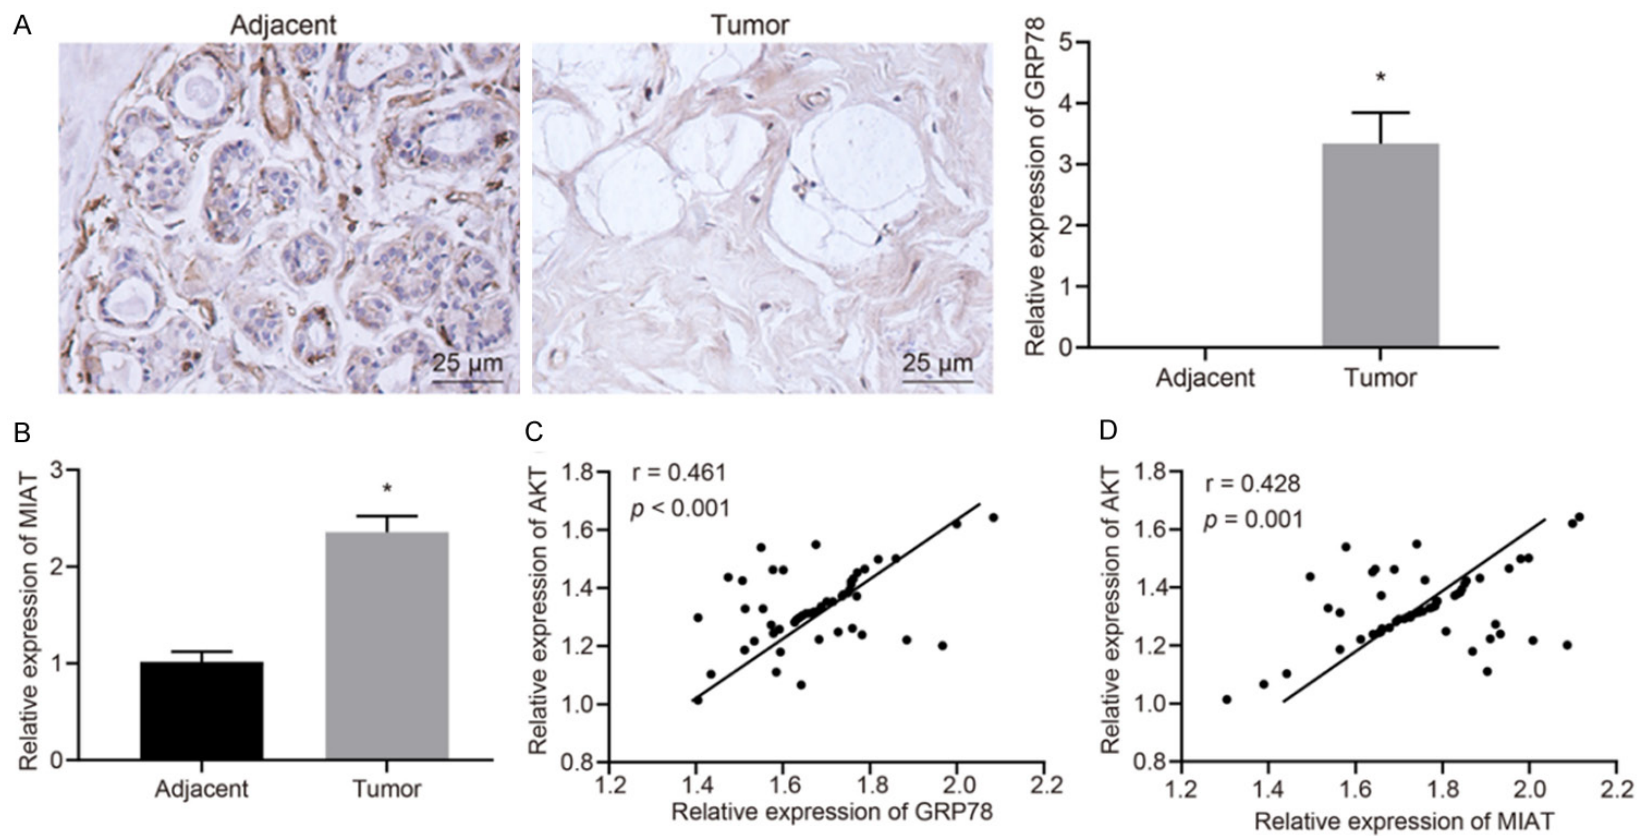 A
Adjacent
Tumor
25 µm
25 µm
Relative expression of GRP78
5
4
3
2
1
0
*
Adjacent
Tumor
B
Relative expression of MIAT
3
2
1
0
*
Adjacent
Tumor
C
Relative expression of AKT
1.8
1.6
1.4
1.2
1.0
0.8
r = 0.461
p < 0.001
1.2 1.4 1.6 1.8 2.0 2.2
Relative expression of GRP78
D
Relative expression of AKT
1.8
1.6
1.4
1.2
1.0
0.8
r = 0.428
p = 0.001
1.2 1.4 1.6 1.8 2.0 2.2
Relative expression of MIAT